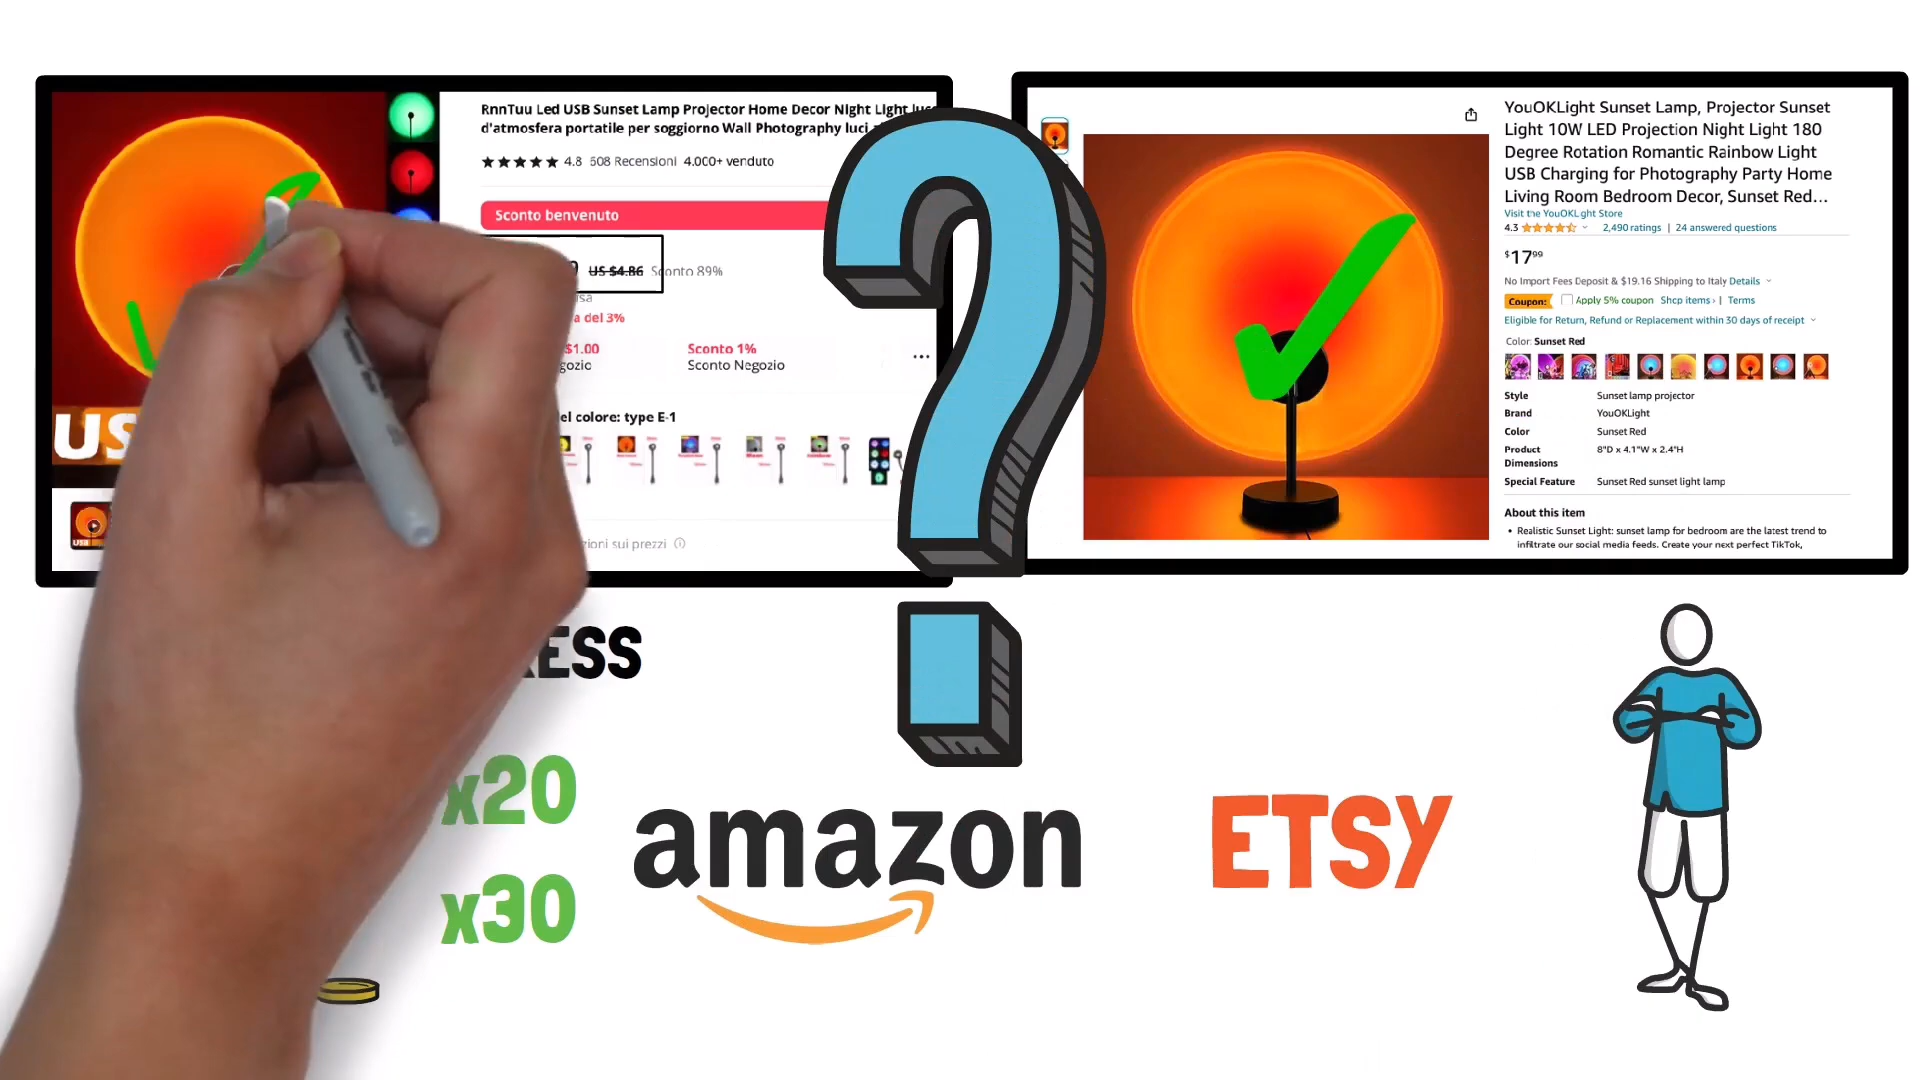 RnnTuu Led USB Sunset Lamp Projector Home Decor Night Light
d'atmosfera portatile per soggiorno Wall Photography luci
4.8 608 Recensioni 4.000+ venduto
Sconto benvenuto
US $4.86 Sconto 89%
a del 3%
$1.00 Sconto 1%
gozio Sconto Negozio
el colore: type E-1
zioni sui prezzi
US
USB
YouOKLight Sunset Lamp, Projector Sunset
Light 10W LED Projection Night Light 180
Degree Rotation Romantic Rainbow Light
USB Charging for Photography Party Home
Living Room Bedroom Decor, Sunset Red...
Visit the YouOKLight Store
4.3 2,490 ratings | 24 answered questions
$1799
No Import Fees Deposit & $19.16 Shipping to Italy Details
Coupon: Apply 5% coupon Shop items › | Terms
Eligible for Return, Refund or Replacement within 30 days of receipt
Color: Sunset Red
Style Sunset lamp projector
Brand YouOKLight
Color Sunset Red
Product Dimensions 8"D x 4.1"W x 2.4"H
Special Feature Sunset Red sunset light lamp
About this item
• Realistic Sunset Light: sunset lamp for bedroom are the latest trend to
infiltrate our social media feeds. Create your next perfect TikTok,
?
RESS
x20
x30
amazon
ETSY